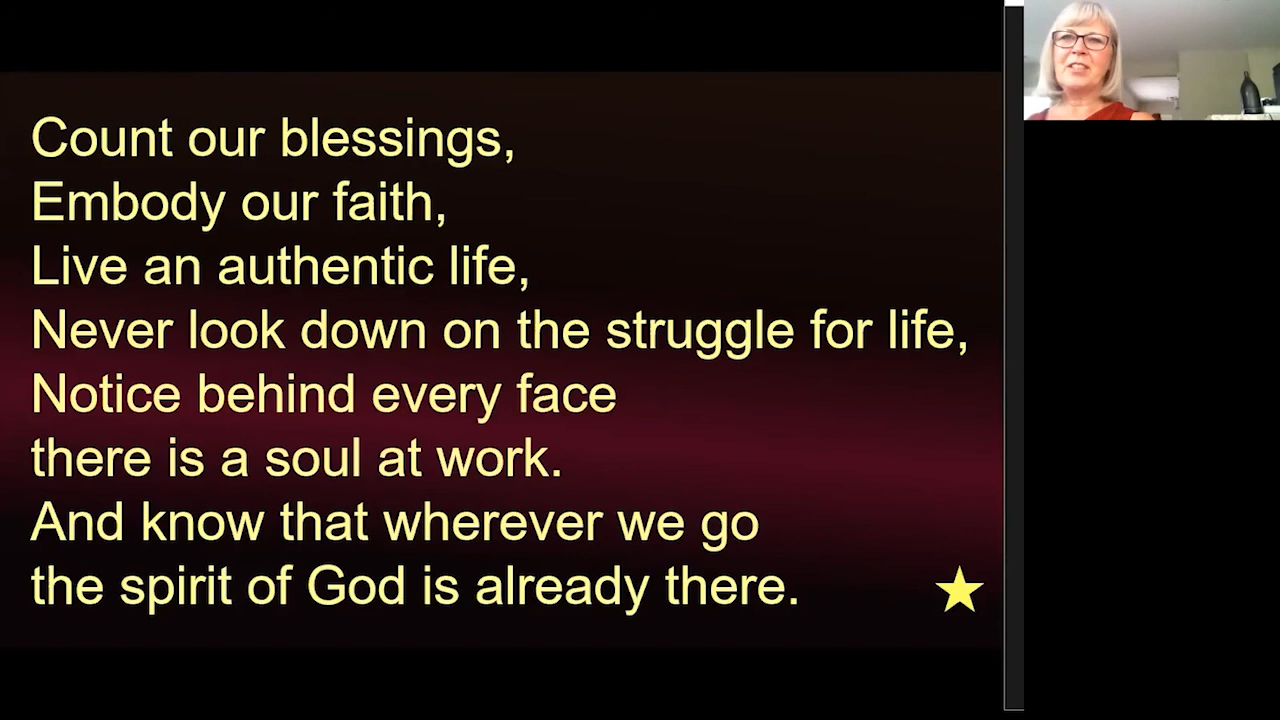 Count our blessings,
Embody our faith,
Live an authentic life,
Never look down on the struggle for life,
Notice behind every face
there is a soul at work.
And know that wherever we go
the spirit of God is already there.